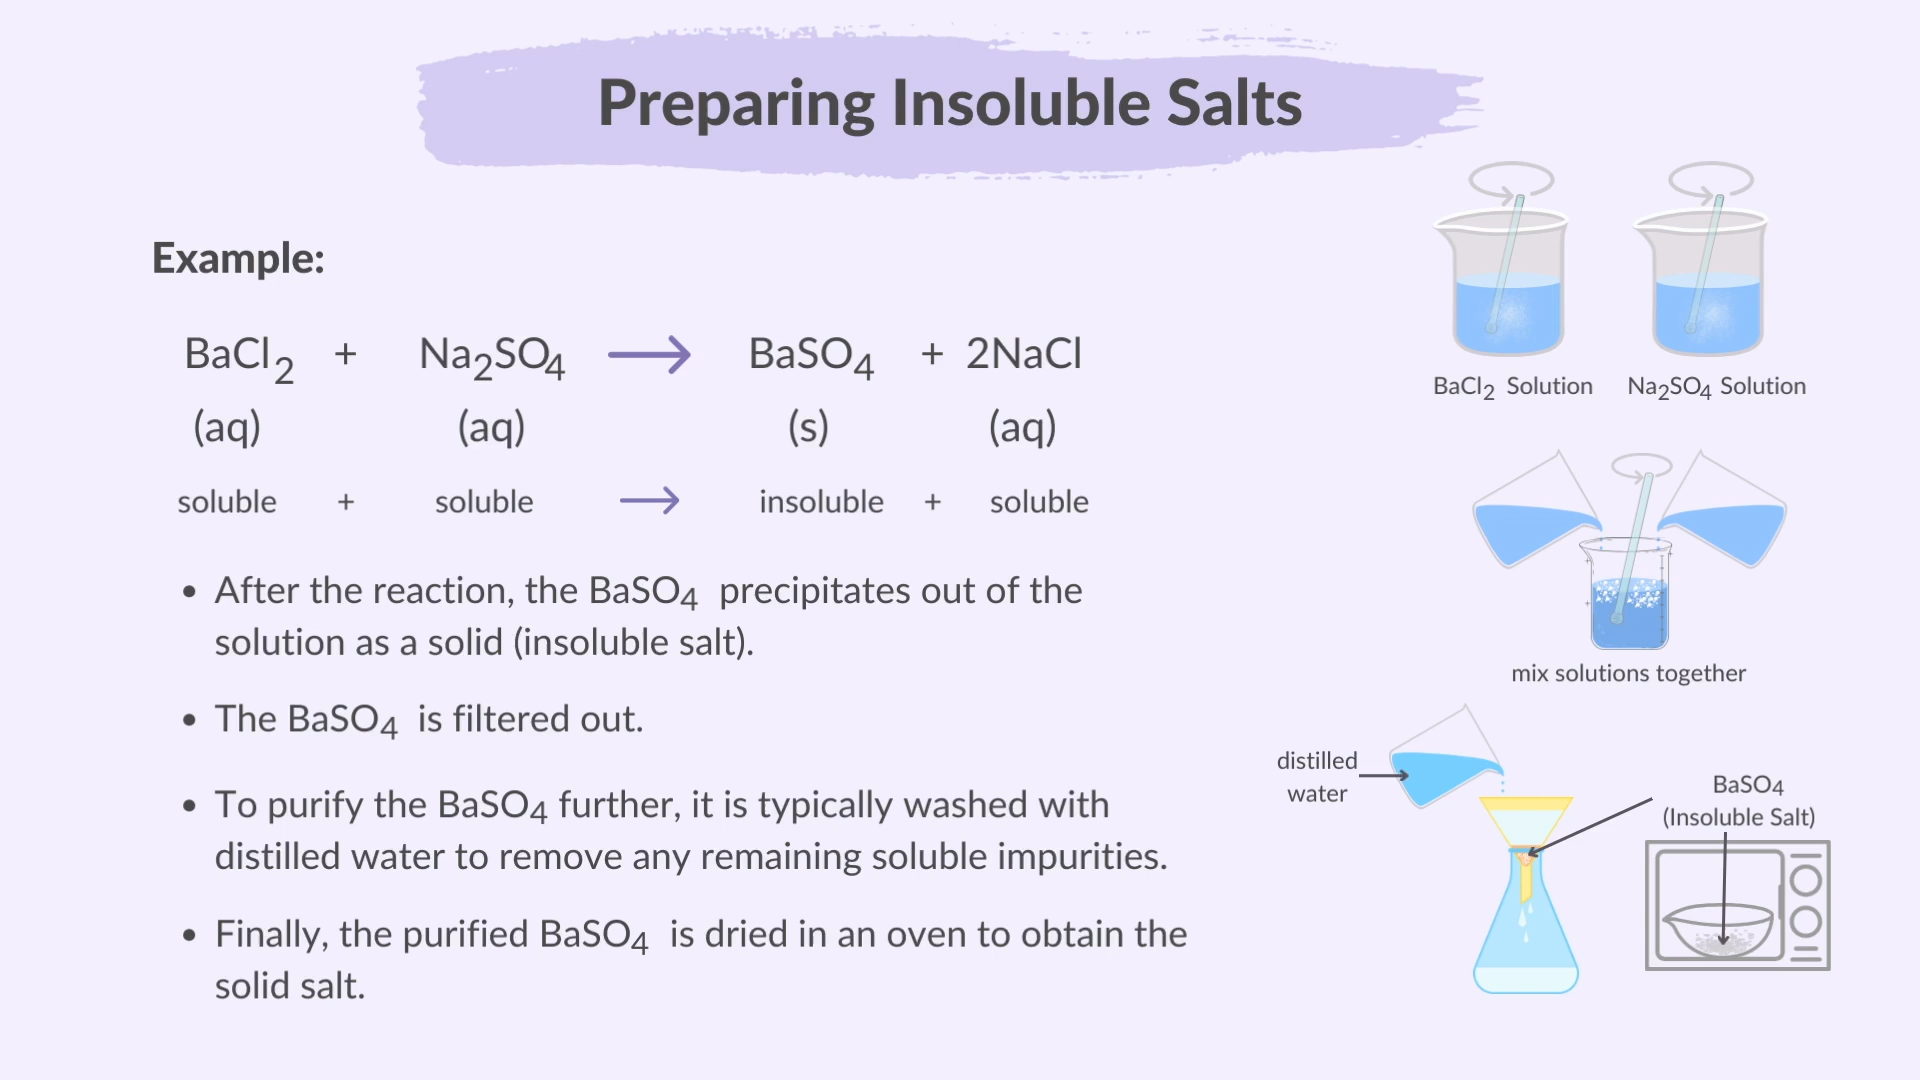 Preparing Insoluble Salts
Example:
BaCl₂ + Na₂SO₄ → BaSO₄ + 2NaCl
(aq) (aq) (s) (aq)
soluble + soluble → insoluble + soluble
• After the reaction, the BaSO₄ precipitates out of the
solution as a solid (insoluble salt).
• The BaSO₄ is filtered out.
• To purify the BaSO₄ further, it is typically washed with
distilled water to remove any remaining soluble impurities.
• Finally, the purified BaSO₄ is dried in an oven to obtain the
solid salt.
BaCl₂ Solution
Na₂SO₄ Solution
mix solutions together
distilled
water
BaSO₄
(Insoluble Salt)